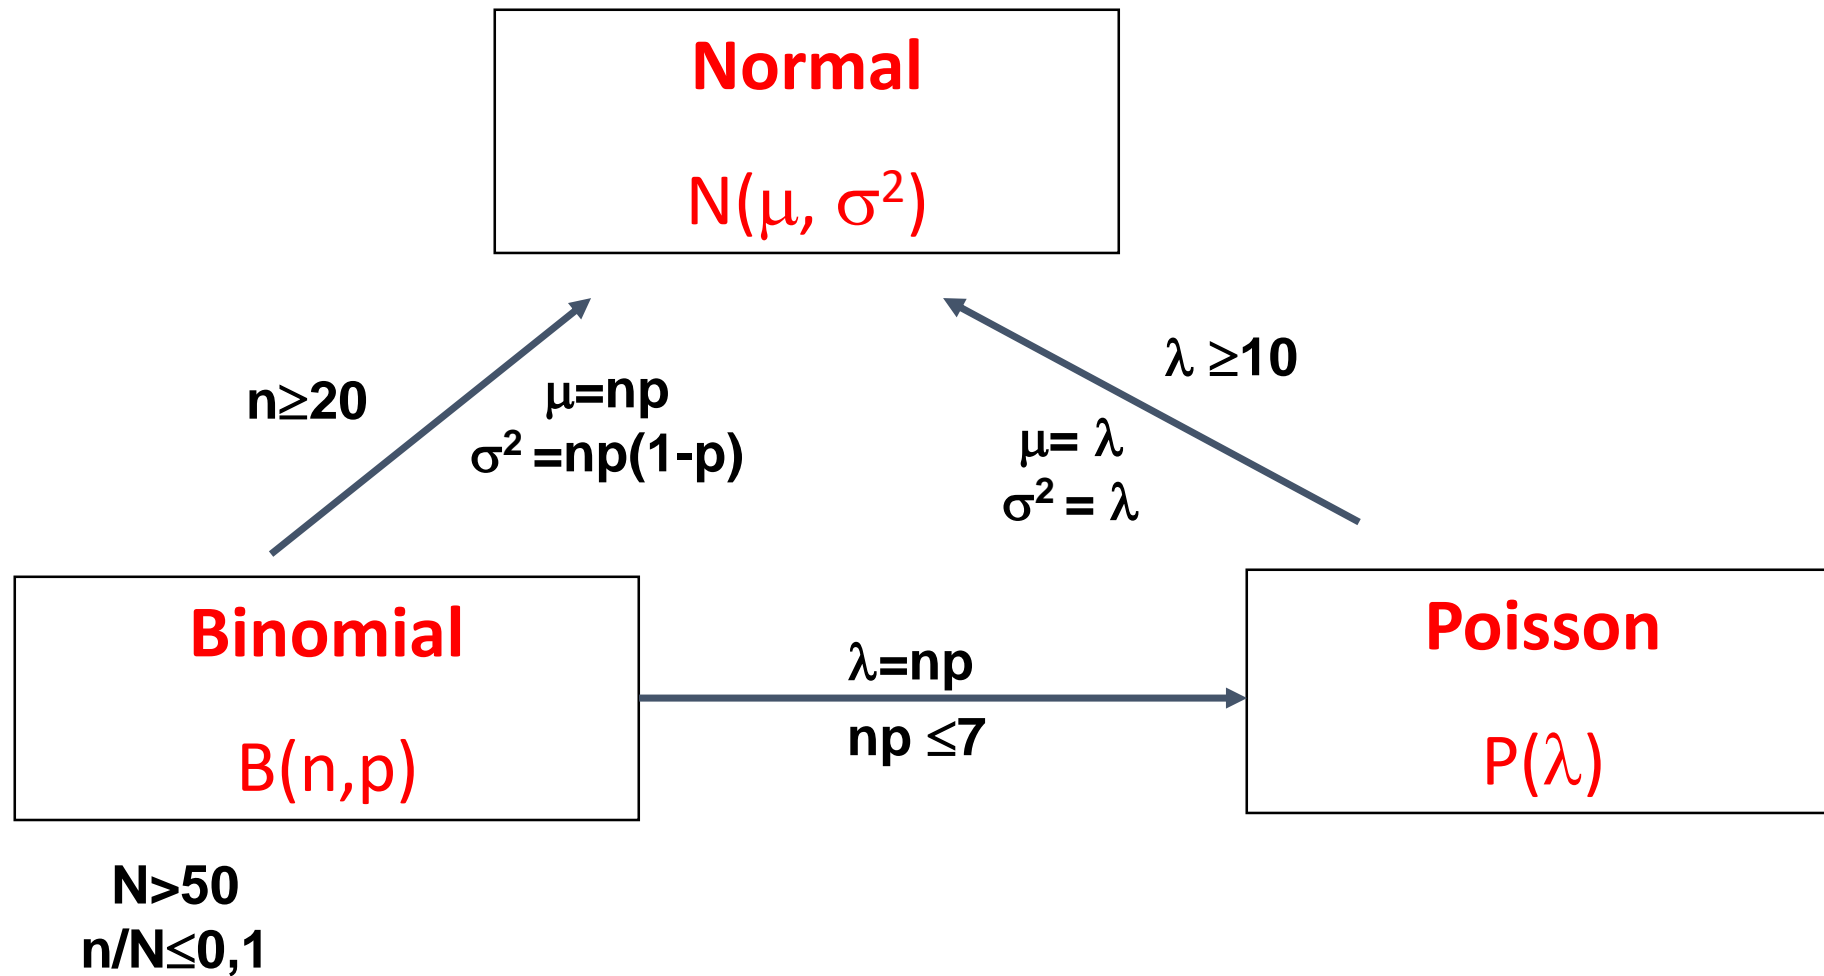 Normal
N(μ, σ²)
n≥20
μ=np
σ² =np(1-p)
λ ≥10
μ= λ
σ² = λ
Binomial
B(n,p)
λ=np
np ≤7
Poisson
P(λ)
N>50
n/N≤0,1